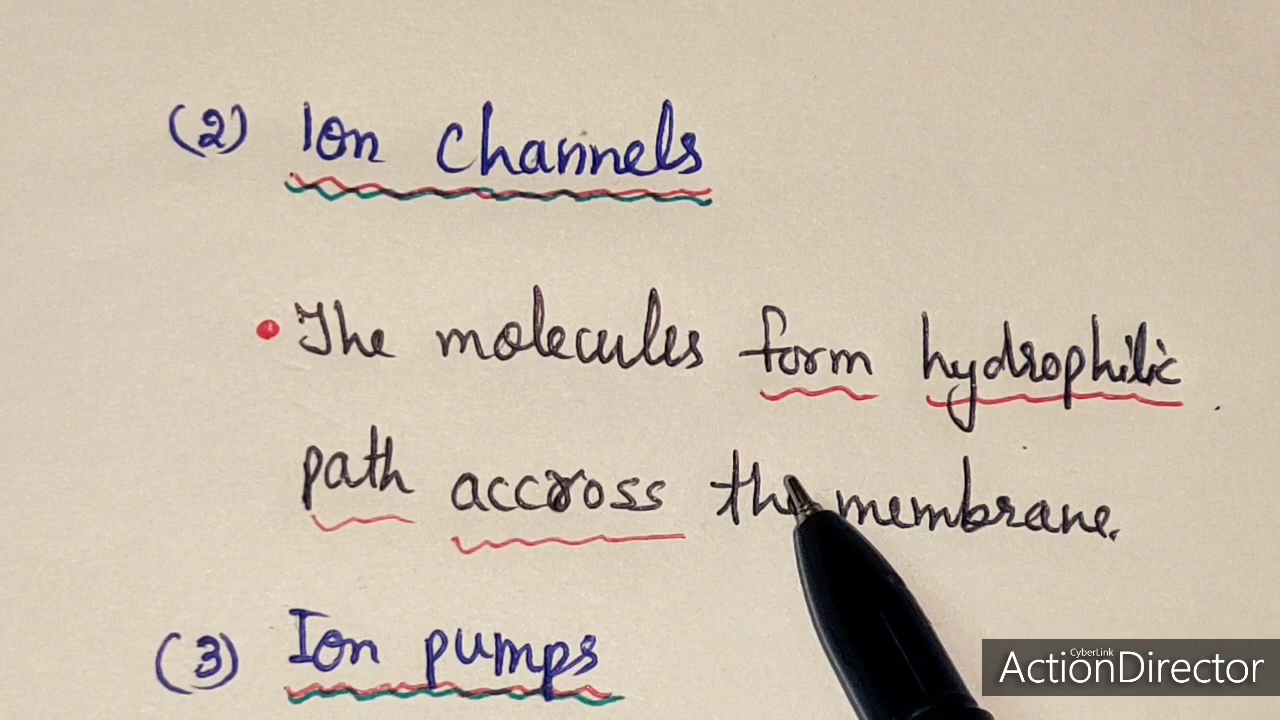 (2) Ion Channels
• The molecules form hydrophilic
path accross the membrane.
(3) Ion pumps
CyberLink
ActionDirector